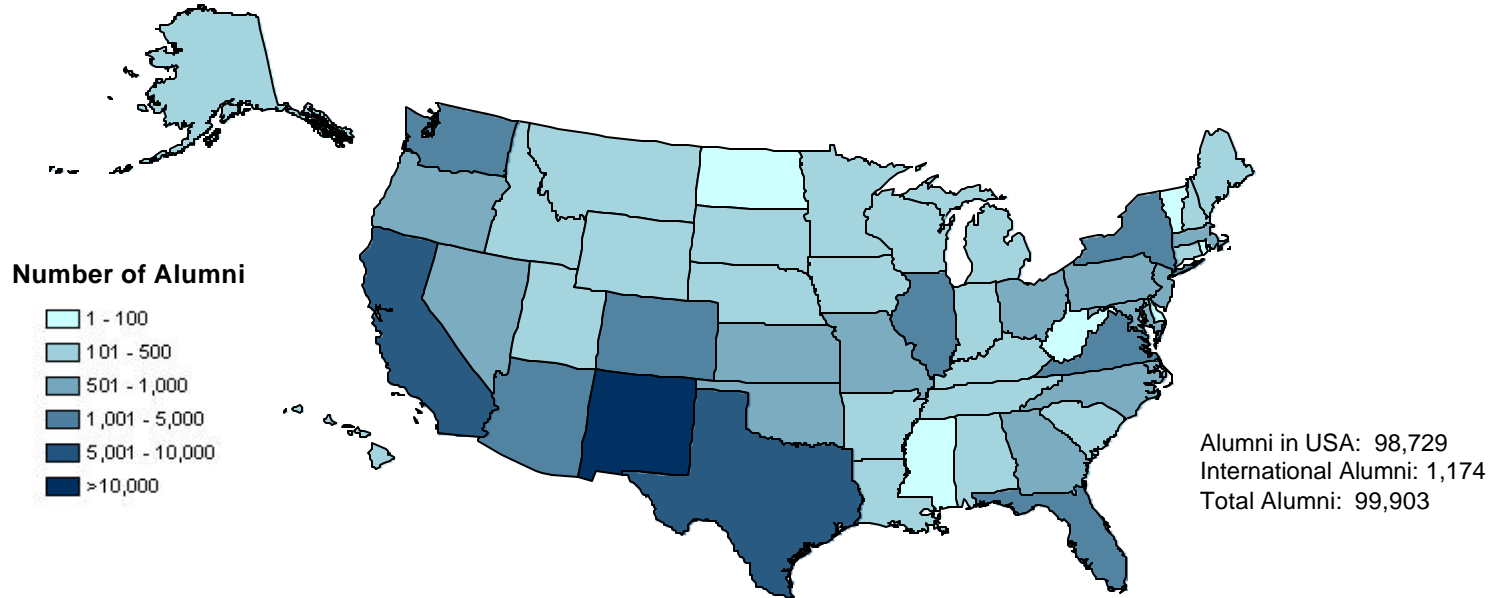 Number of Alumni
1 - 100
101 - 500
501 - 1,000
1,001 - 5,000
5,001 - 10,000
>10,000
Alumni in USA: 98,729
International Alumni: 1,174
Total Alumni: 99,903